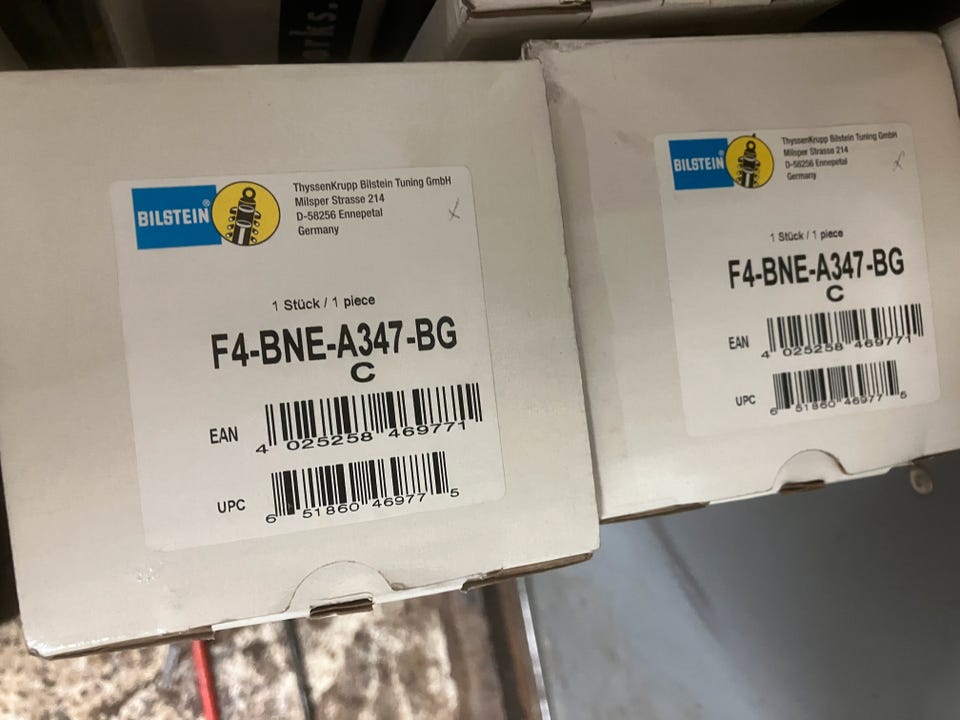 arks.
BILSTEIN®
ThyssenKrupp Bilstein Tuning GmbH
Milsper Strasse 214
D-58256 Ennepetal
Germany
1 Stück / 1 piece
F4-BNE-A347-BG
C
EAN
4 025258 469771
UPC
6 51860 46977 5
BILSTEIN®
ThyssenKrupp Bilstein Tuning GmbH
Milsper Strasse 214
D-58256 Ennepetal
Germany
1 Stück / 1 piece
F4-BNE-A347-BG
C
EAN
4 025258 469771
UPC
6 51860 46977 5